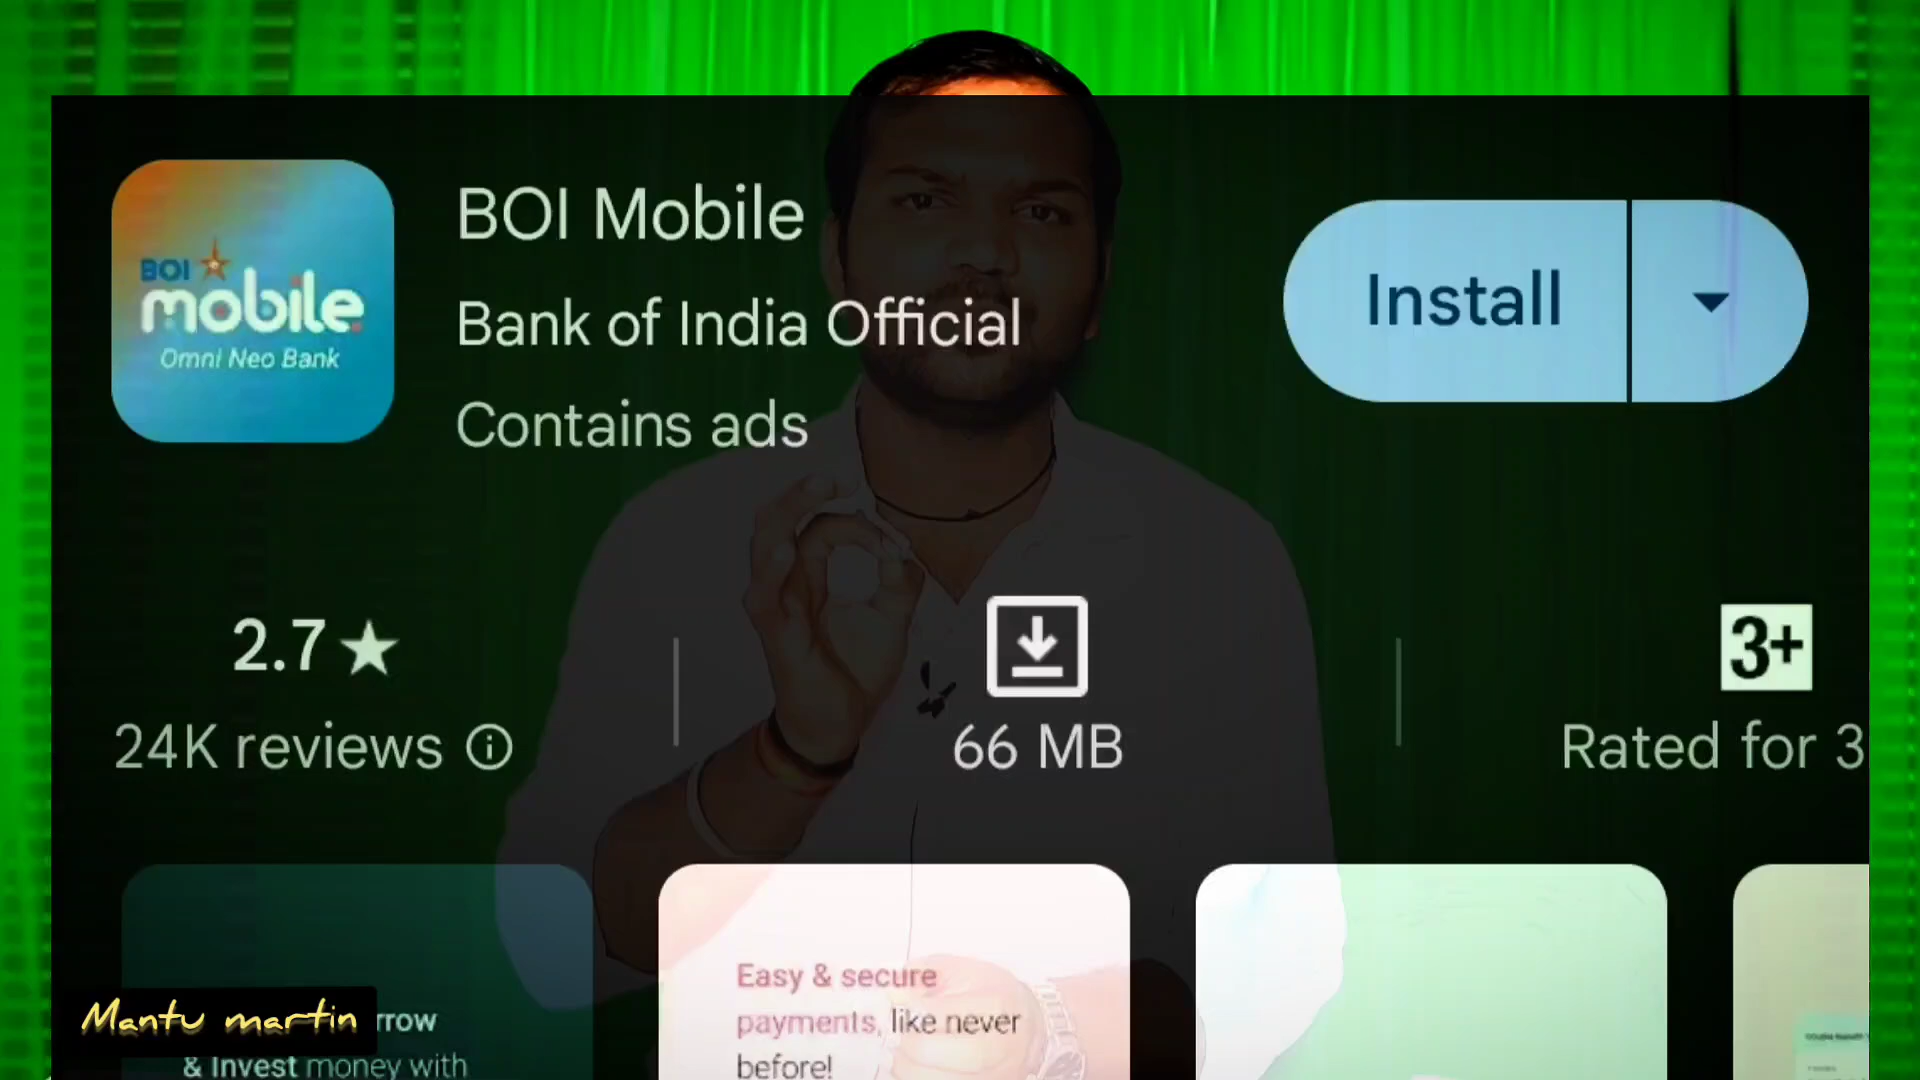 BOI Mobile
Bank of India Official
Contains ads
Install
BOI
mobile
Omni Neo Bank
2.7★
24K reviews
66 MB
3+
Rated for 3
rrow
& Invest money with
Easy & secure
payments, like never
before!
Mantu martin